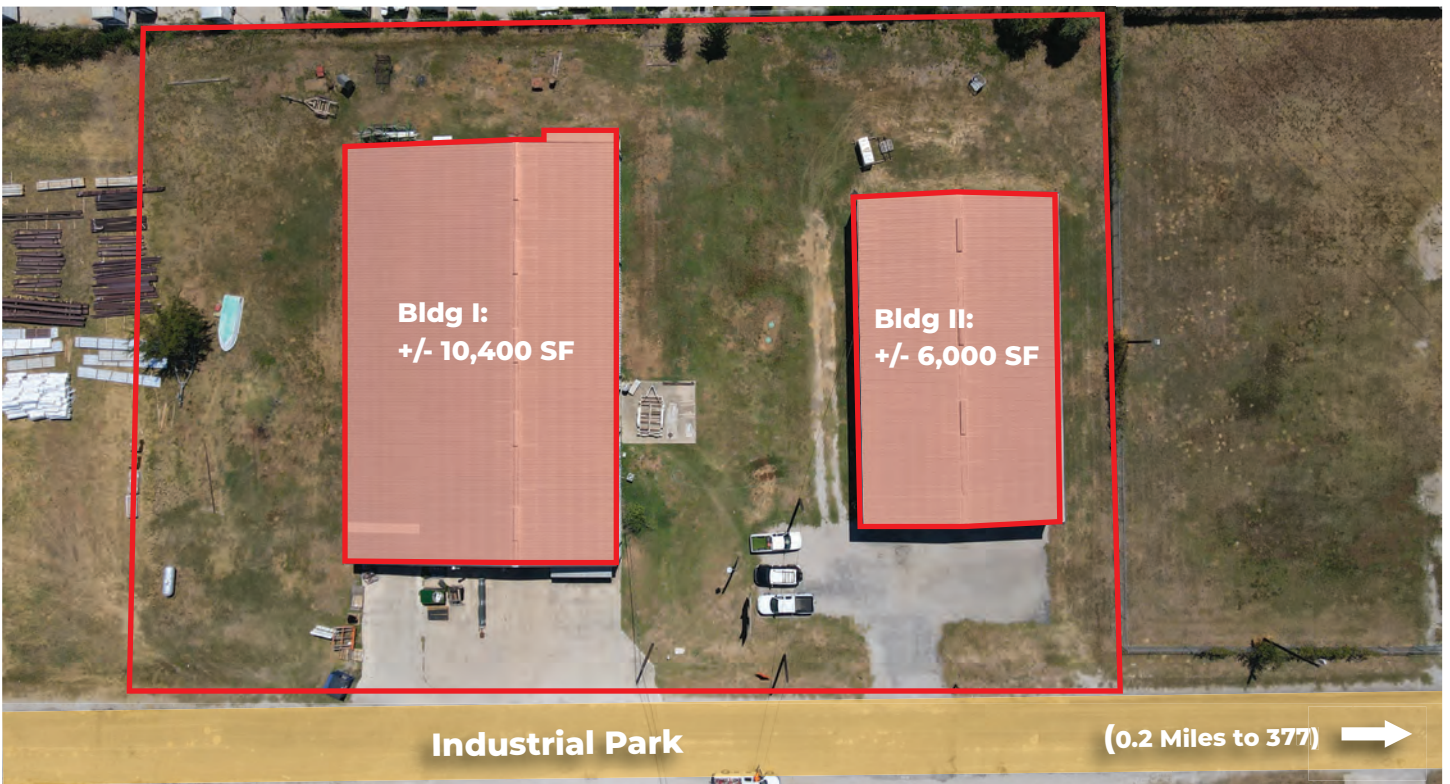 Bldg I:
+/- 10,400 SF
Bldg II:
+/- 6,000 SF
Industrial Park
(0.2 Miles to 377)